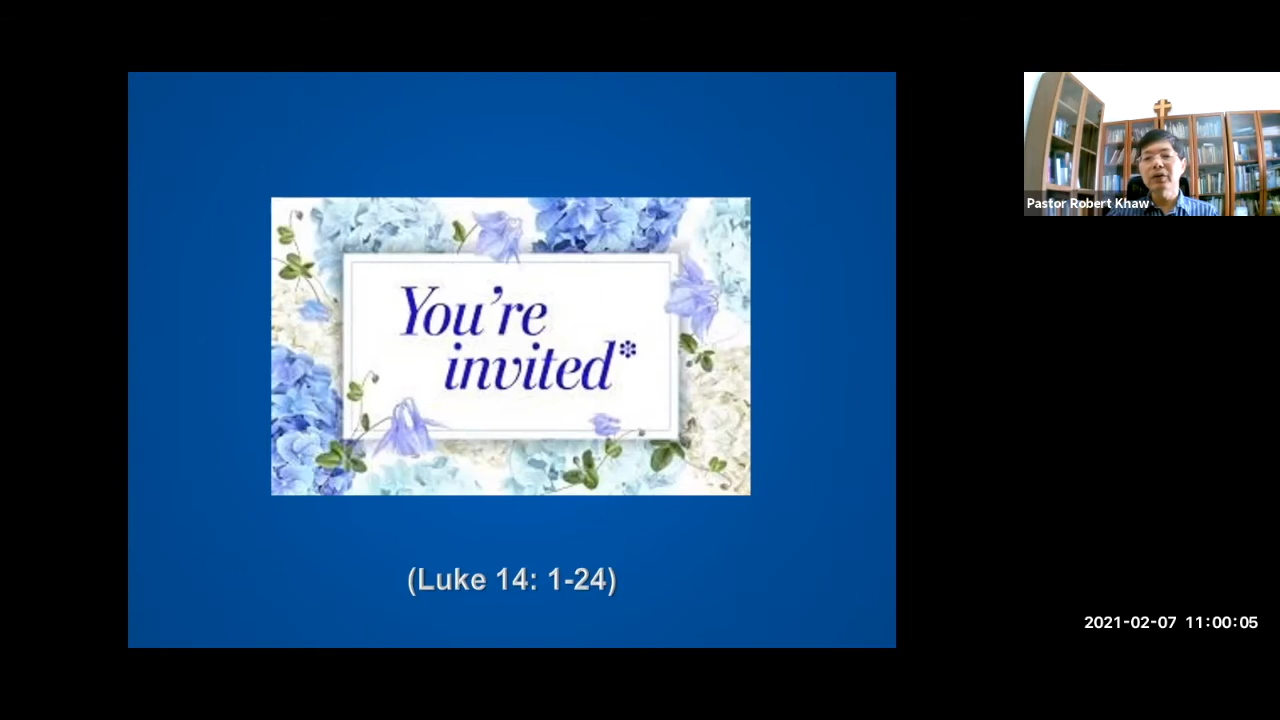 You're
invited*
(Luke 14: 1-24)
Pastor Robert Khaw
2021-02-07 11:00:05